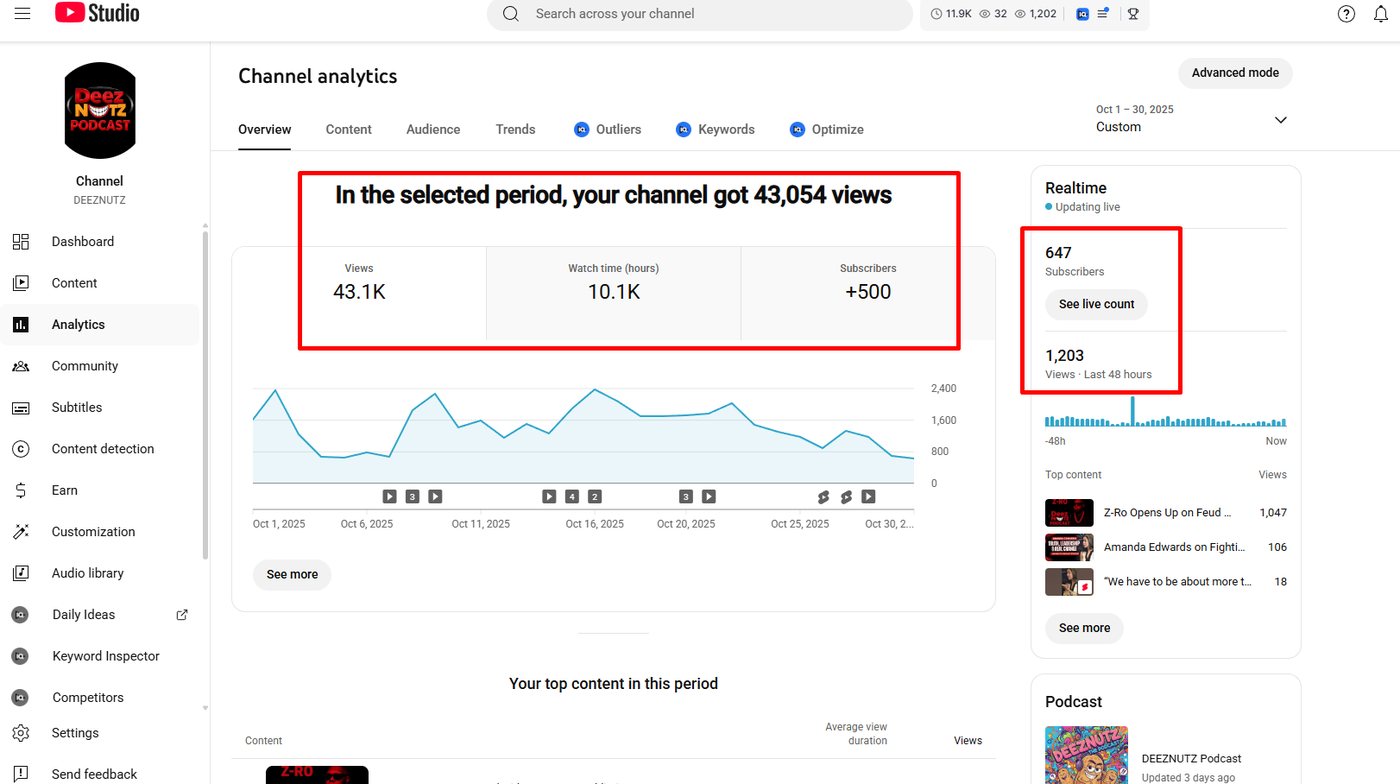 Studio
Search across your channel
11.9K 32 1,202
Deez
NUTZ
PODCAST
Channel
DEEZNUTZ
Dashboard
Content
Analytics
Community
Subtitles
Content detection
Earn
Customization
Audio library
Daily Ideas
Keyword Inspector
Competitors
Settings
Send feedback
Channel analytics
Advanced mode
Overview Content Audience Trends Outliers Keywords Optimize
Oct 1 – 30, 2025
Custom
In the selected period, your channel got 43,054 views
Views
43.1K
Watch time (hours)
10.1K
Subscribers
+500
2,400
1,600
800
0
3 4 2 3
Oct 1, 2025 Oct 6, 2025 Oct 11, 2025 Oct 16, 2025 Oct 20, 2025 Oct 25, 2025 Oct 30, 2...
See more
Your top content in this period
Content Average view duration Views
Z-RO
Realtime
Updating live
647
Subscribers
See live count
1,203
Views · Last 48 hours
-48h Now
Top content Views
Z-Ro Opens Up on Feud ... 1,047
Amanda Edwards on Fighti... 106
“We have to be about more t... 18
See more
Podcast
DEEZNUTZ
DEEZNUTZ Podcast
Updated 3 days ago